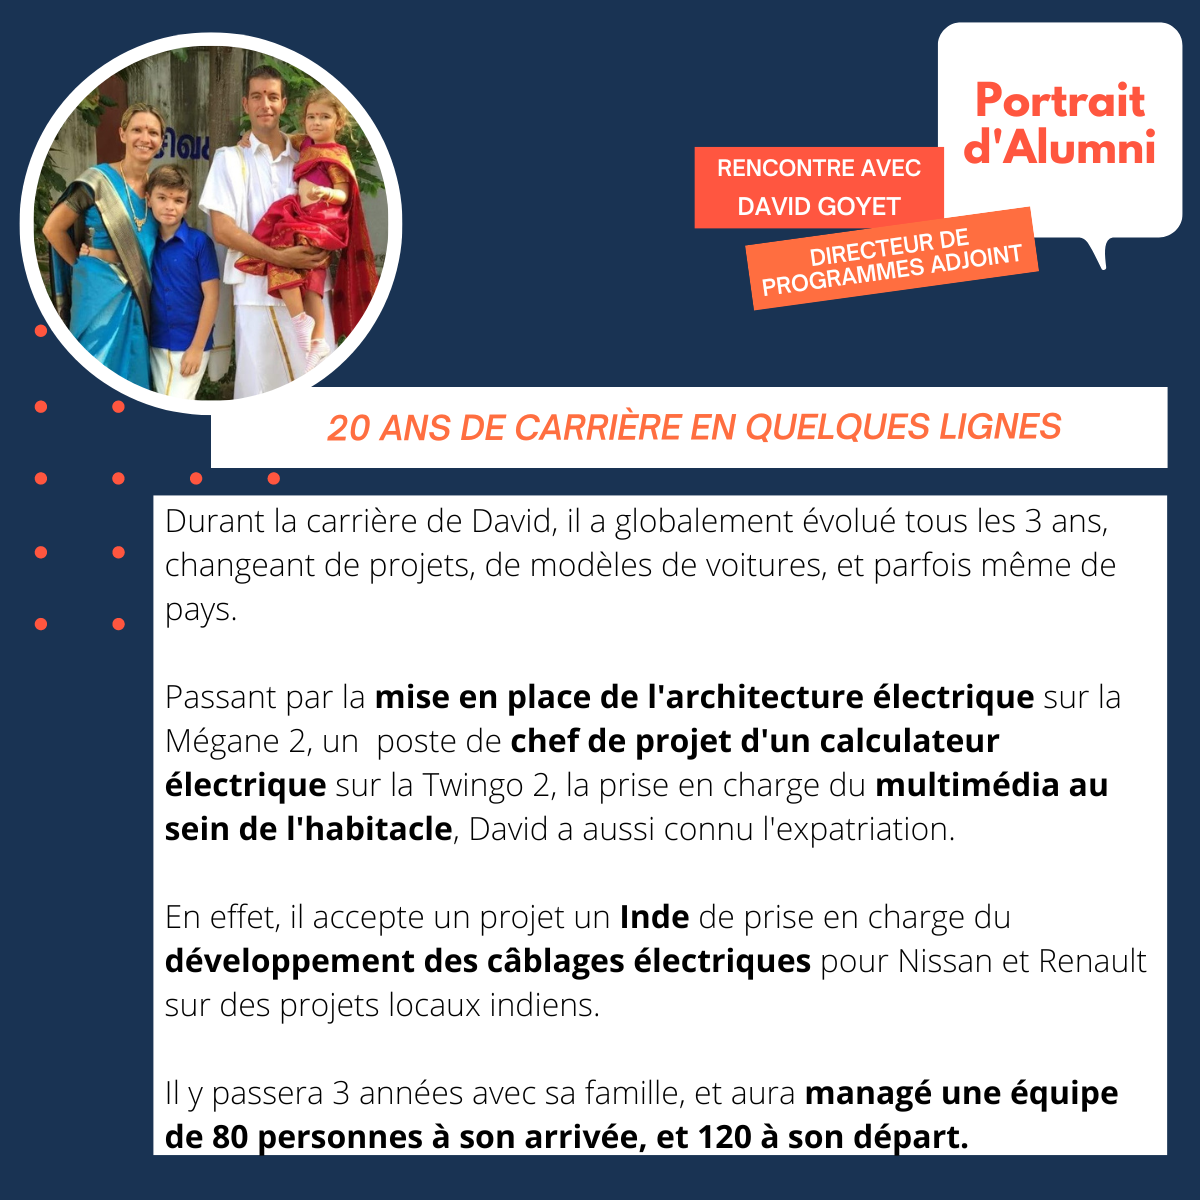 Portrait
d'Alumni
RENCONTRE AVEC
DAVID GOYET
DIRECTEUR DE
PROGRAMMES ADJOINT
20 ANS DE CARRIÈRE EN QUELQUES LIGNES
Durant la carrière de David, il a globalement évolué tous les 3 ans,
changeant de projets, de modèles de voitures, et parfois même de
pays.
Passant par la mise en place de l'architecture électrique sur la
Mégane 2, un  poste de chef de projet d'un calculateur
électrique sur la Twingo 2, la prise en charge du multimédia au
sein de l'habitacle, David a aussi connu l'expatriation.
En effet, il accepte un projet un Inde de prise en charge du
développement des câblages électriques pour Nissan et Renault
sur des projets locaux indiens.
Il y passera 3 années avec sa famille, et aura managé une équipe
de 80 personnes à son arrivée, et 120 à son départ.